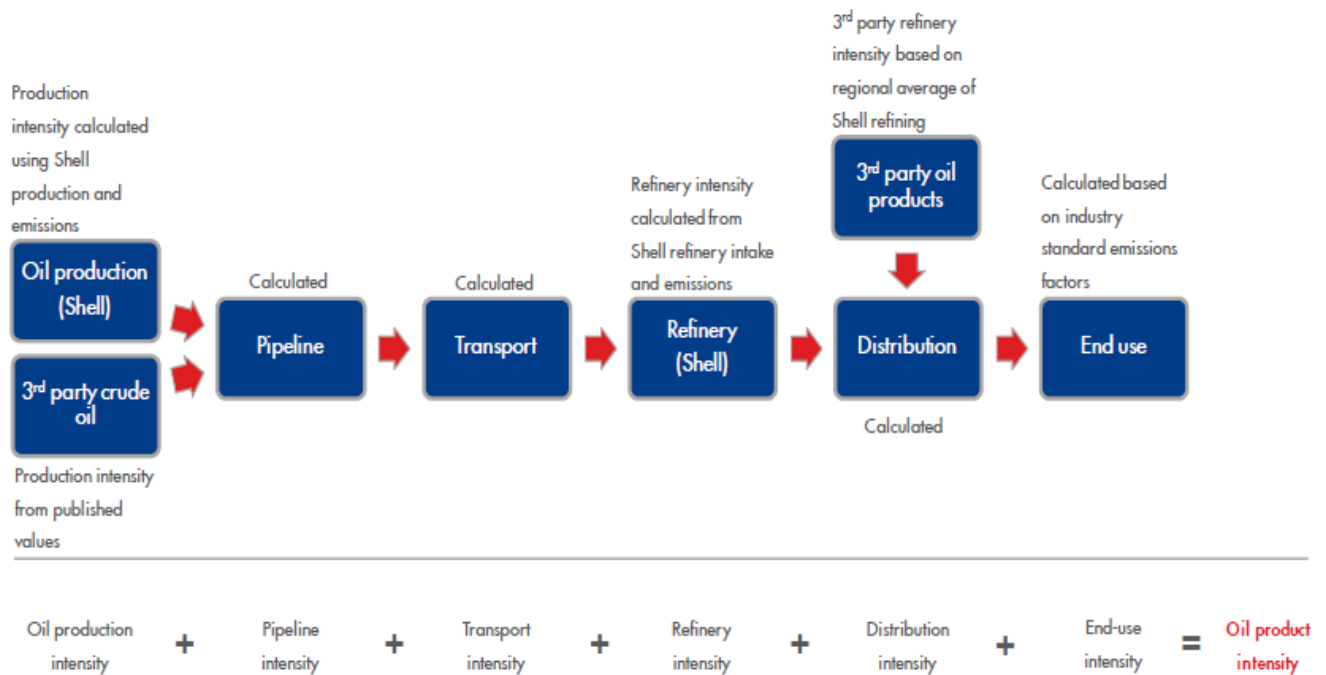 3rd party refinery
intensity based on
regional average of
Shell refining
Production
intensity calculated
using Shell
production and
emissions
Oil production
(Shell)
3rd party crude
oil
Production intensity
from published
values
Calculated
Pipeline
Calculated
Transport
Refinery intensity
calculated from
Shell refinery intake
and emissions
Refinery
(Shell)
3rd party oil
products
Distribution
Calculated
Calculated based
on industry
standard emissions
factors
End use
Oil production
intensity
+
Pipeline
intensity
+
Transport
intensity
+
Refinery
intensity
+
Distribution
intensity
+
End-use
intensity
=
Oil product
intensity